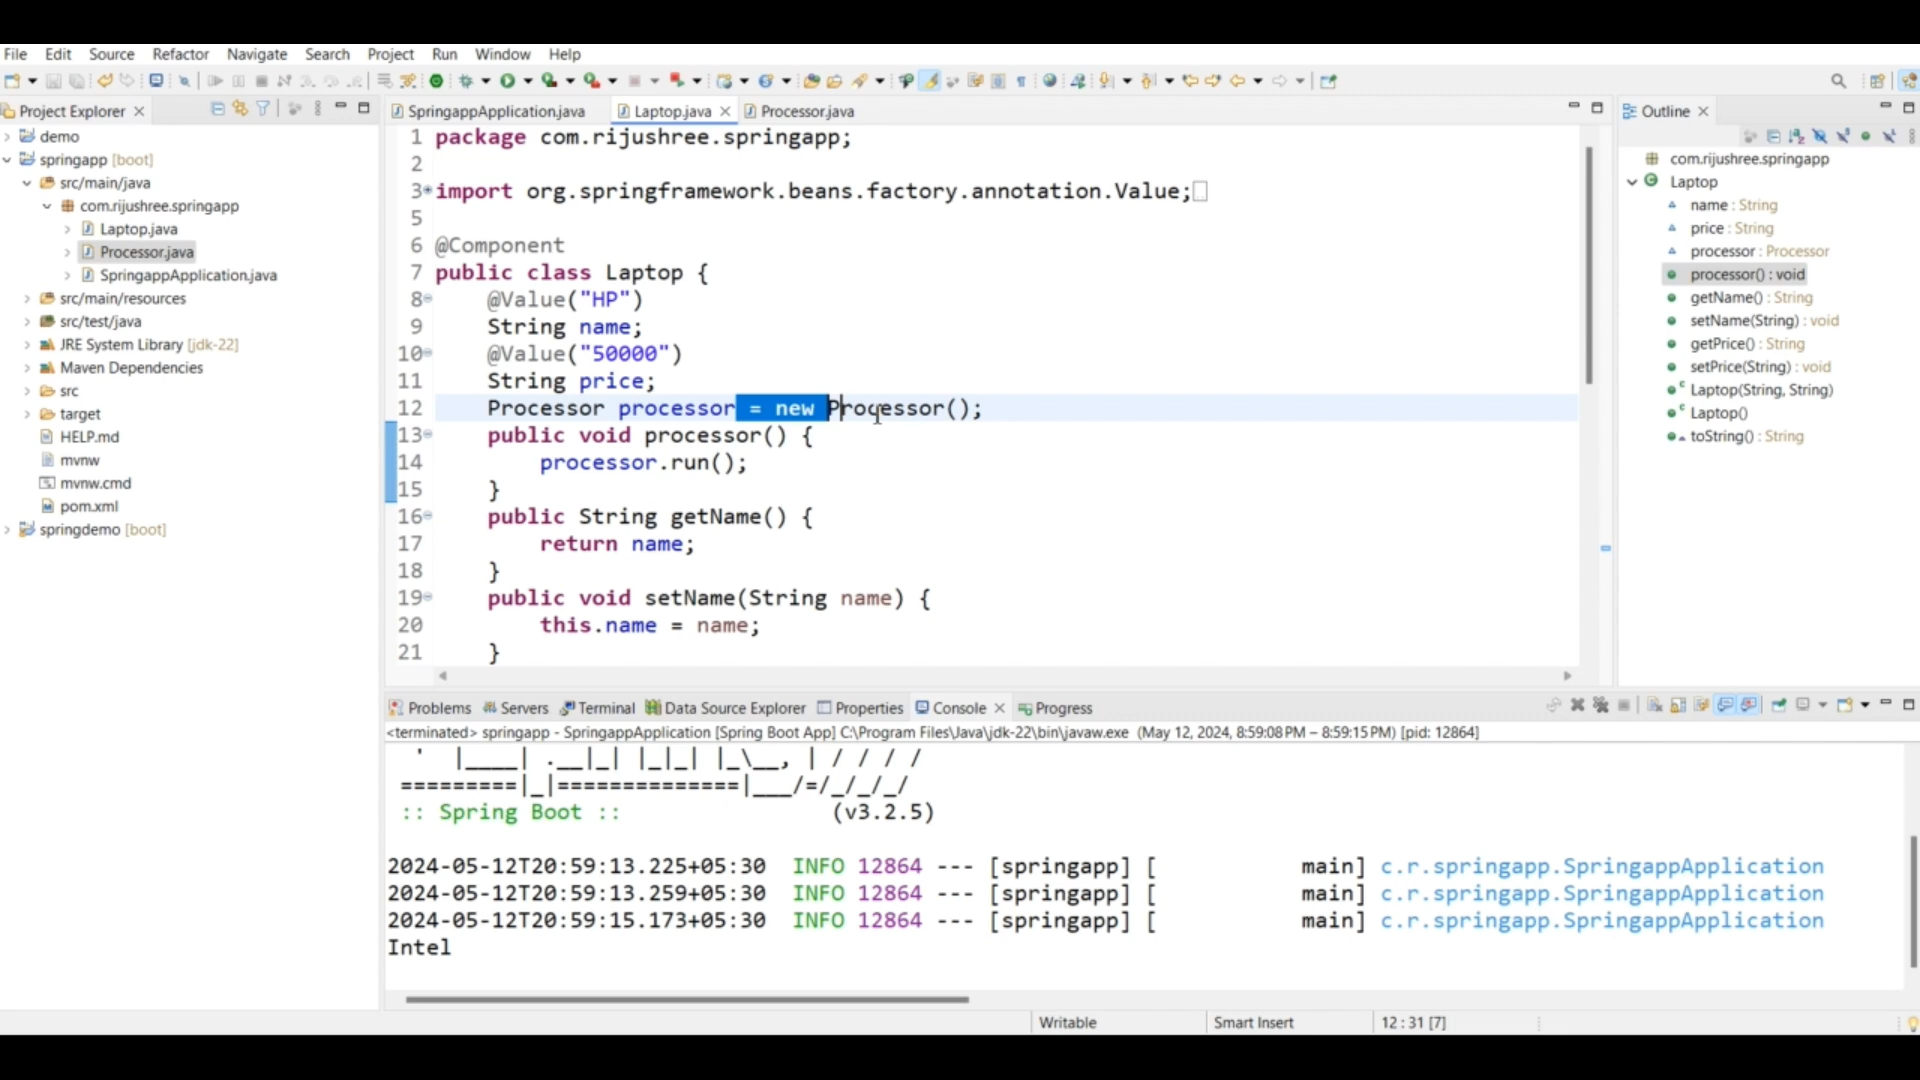 File Edit Source Refactor Navigate Search Project Run Window Help
Project Explorer
demo
springapp [boot]
src/main/java
com.rijushree.springapp
Laptop.java
Processor.java
SpringappApplication.java
src/main/resources
src/test/java
JRE System Library [jdk-22]
Maven Dependencies
src
target
HELP.md
mvnw
mvnw.cmd
pom.xml
springdemo [boot]
SpringappApplication.java Laptop.java Processor.java
1 package com.rijushree.springapp;
2
3 import org.springframework.beans.factory.annotation.Value;
5
6 @Component
7 public class Laptop {
8 @Value("HP")
9 String name;
10 @Value("50000")
11 String price;
12 Processor processor = new Processor();
13 public void processor() {
14 processor.run();
15 }
16 public String getName() {
17 return name;
18 }
19 public void setName(String name) {
20 this.name = name;
21 }
Outline
com.rijushree.springapp
Laptop
name : String
price : String
processor : Processor
processor() : void
getName() : String
setName(String) : void
getPrice() : String
setPrice(String) : void
Laptop(String, String)
Laptop()
toString() : String
Problems Servers Terminal Data Source Explorer Properties Console Progress
<terminated> springapp - SpringappApplication [Spring Boot App] C:\Program Files\Java\jdk-22\bin\javaw.exe (May 12, 2024, 8:59:08 PM – 8:59:15 PM) [pid: 12864]
' |____| .__|_| |_|_| |_\__, | / / / /
=========|_|==============|___/=/_/_/_/
:: Spring Boot :: (v3.2.5)
2024-05-12T20:59:13.225+05:30 INFO 12864 --- [springapp] [ main] c.r.springapp.SpringappApplication
2024-05-12T20:59:13.259+05:30 INFO 12864 --- [springapp] [ main] c.r.springapp.SpringappApplication
2024-05-12T20:59:15.173+05:30 INFO 12864 --- [springapp] [ main] c.r.springapp.SpringappApplication
Intel
Writable Smart Insert 12 : 31 [7]